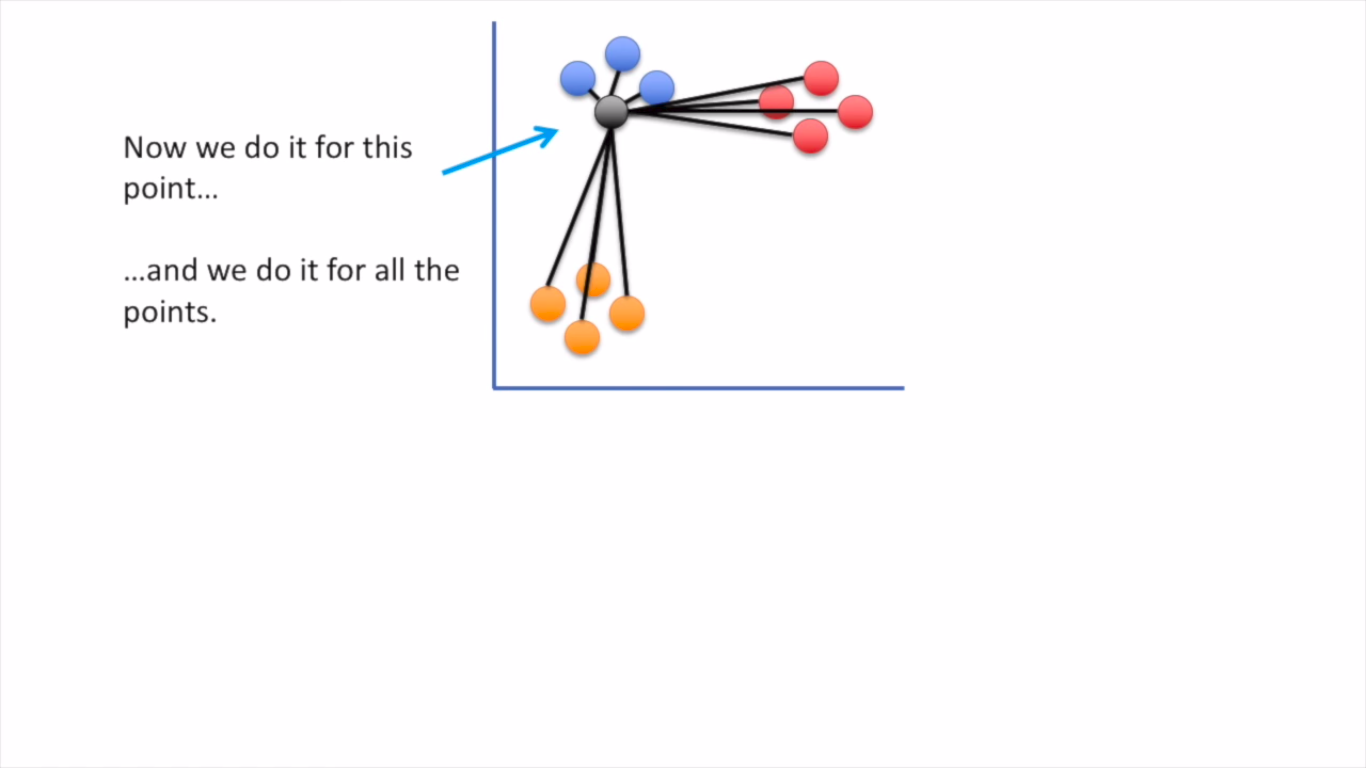 Now we do it for this
point...
...and we do it for all the
points.